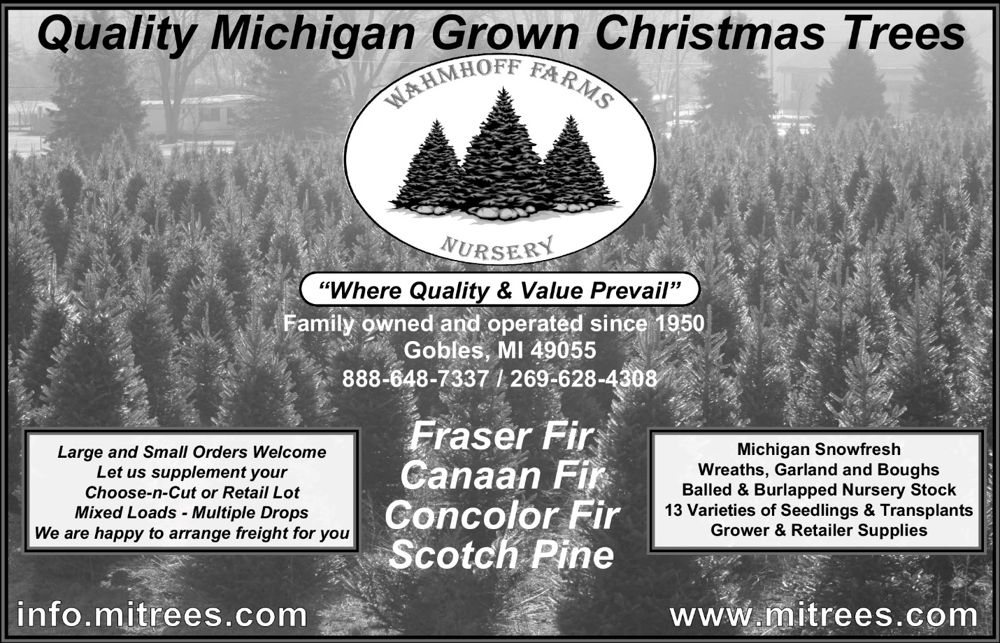 Quality Michigan Grown Christmas Trees
WAHMHOFF FARMS
NURSERY
“Where Quality & Value Prevail”
Family owned and operated since 1950
Gobles, MI 49055
888-648-7337 / 269-628-4308
Fraser Fir
Canaan Fir
Concolor Fir
Scotch Pine
Large and Small Orders Welcome
Let us supplement your
Choose-n-Cut or Retail Lot
Mixed Loads - Multiple Drops
We are happy to arrange freight for you
Michigan Snowfresh
Wreaths, Garland and Boughs
Balled & Burlapped Nursery Stock
13 Varieties of Seedlings & Transplants
Grower & Retailer Supplies
info.mitrees.com
www.mitrees.com